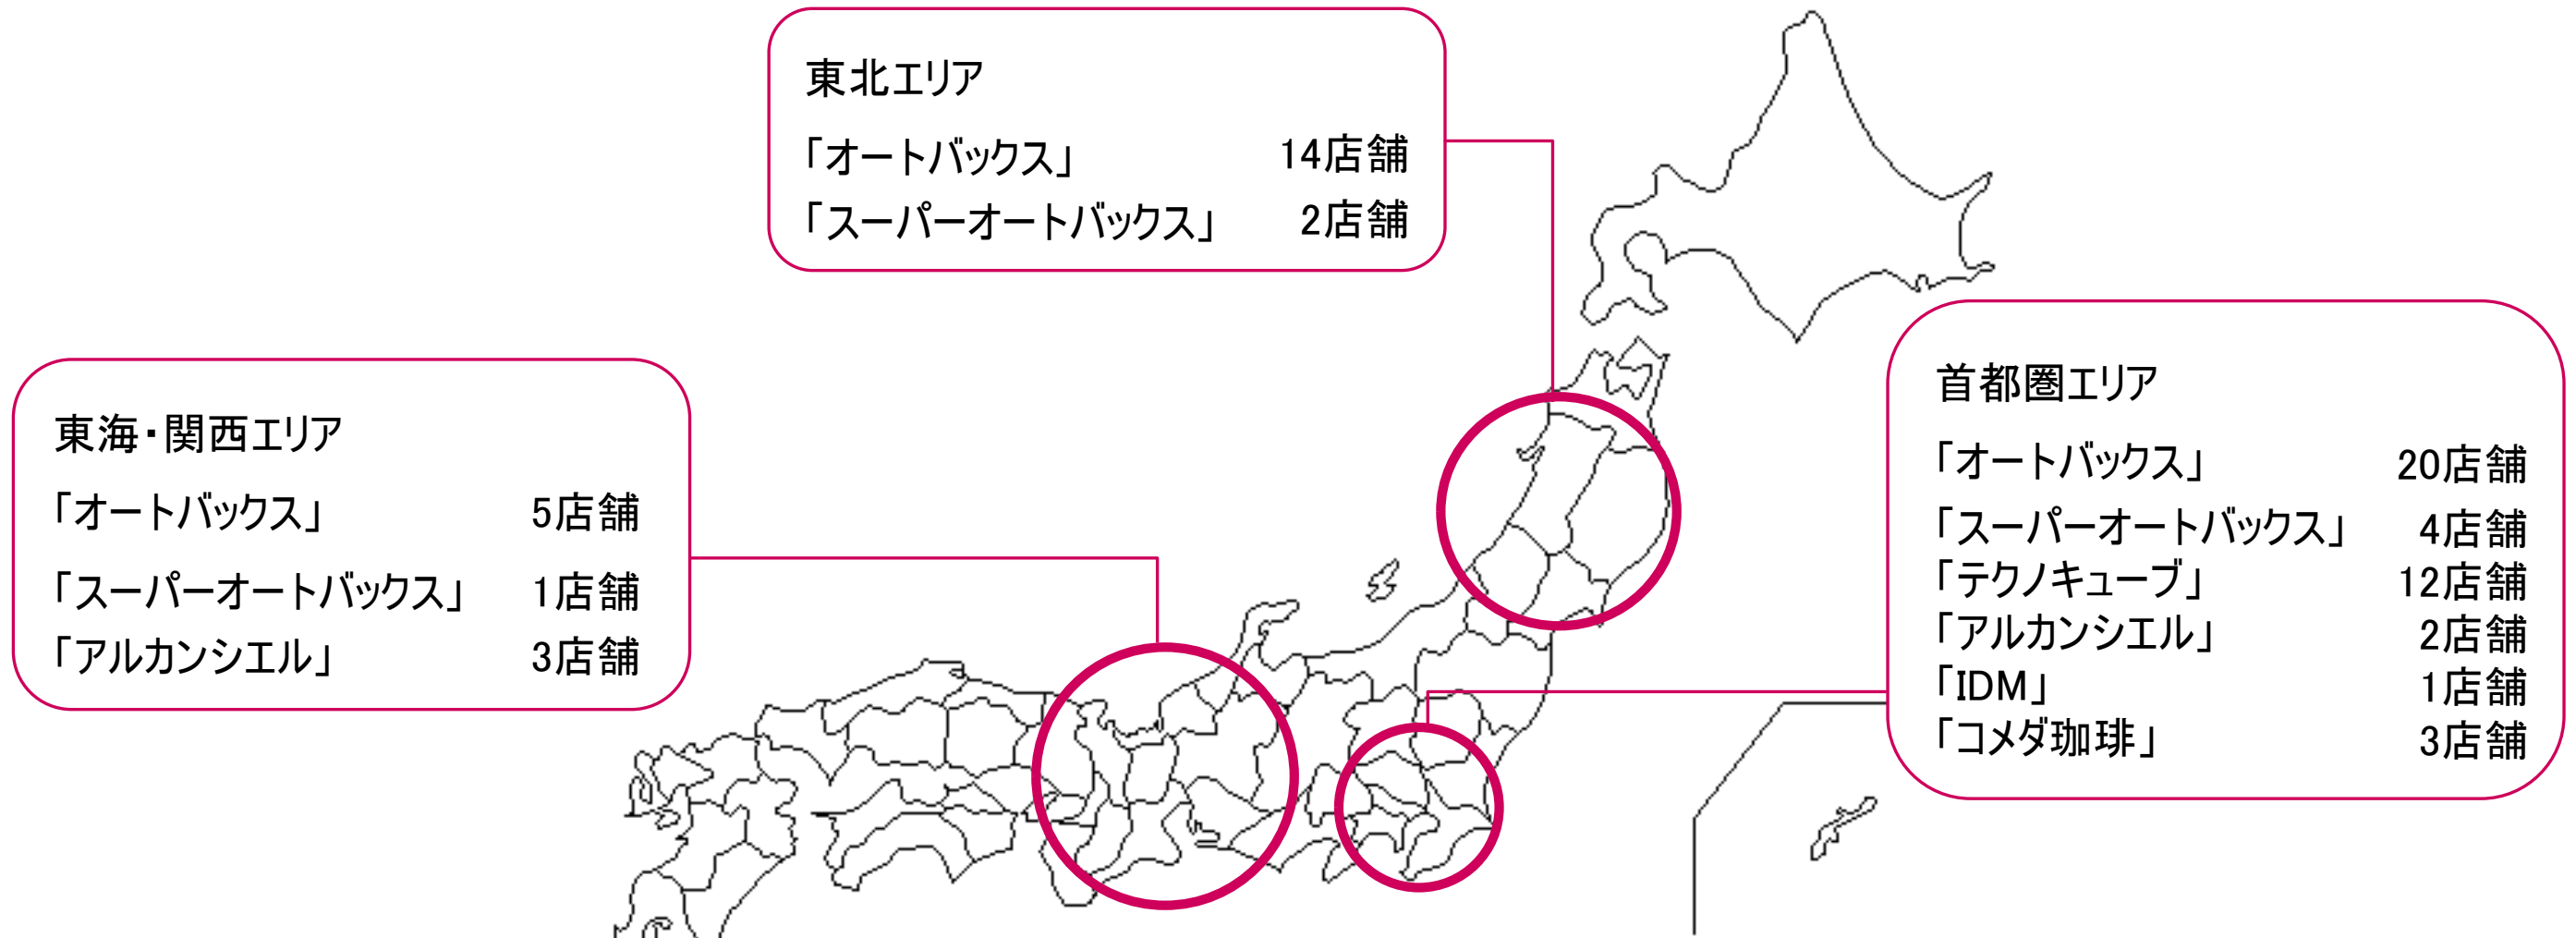 東北エリア
「オートバックス」 14店舗
「スーパーオートバックス」 2店舗
東海・関西エリア
「オートバックス」 5店舗
「スーパーオートバックス」 1店舗
「アルカンシエル」 3店舗
首都圏エリア
「オートバックス」 20店舗
「スーパーオートバックス」 4店舗
「テクノキューブ」 12店舗
「アルカンシエル」 2店舗
「IDM」 1店舗
「コメダ珈琲」 3店舗